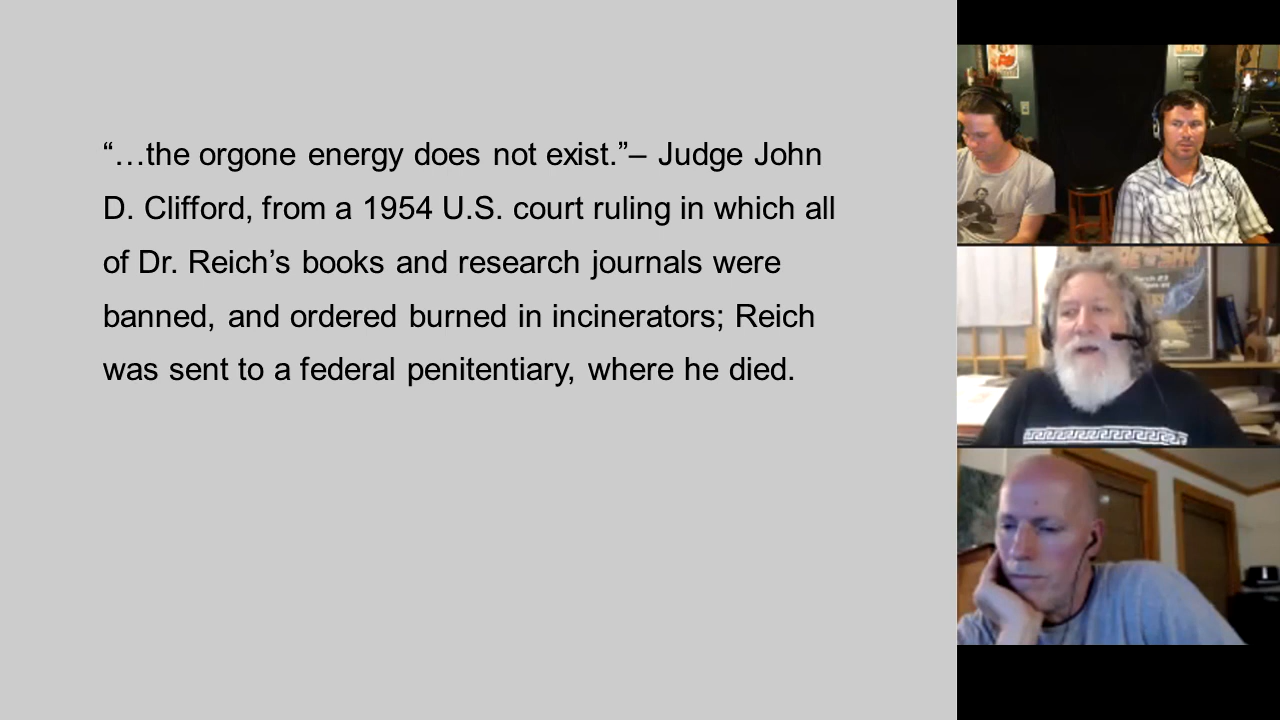 “…the orgone energy does not exist.”– Judge John
D. Clifford, from a 1954 U.S. court ruling in which all
of Dr. Reich’s books and research journals were
banned, and ordered burned in incinerators; Reich
was sent to a federal penitentiary, where he died.